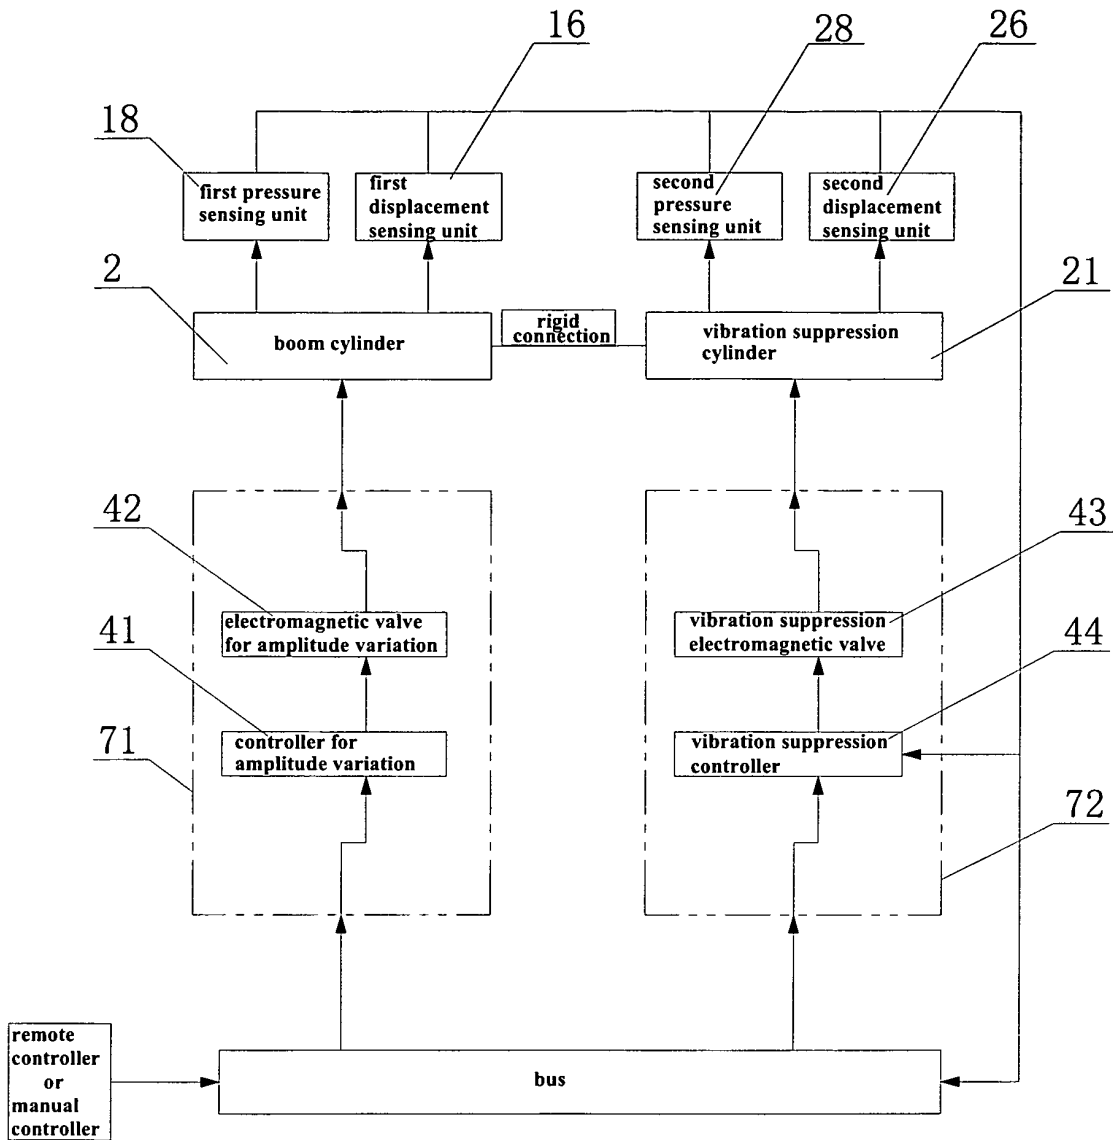 16
28
26
18
first pressure
sensing unit
first
displacement
sensing unit
second
pressure
sensing unit
second
displacement
sensing unit
2
21
boom cylinder
rigid
connection
vibration suppression
cylinder
42
43
electromagnetic valve
for amplitude variation
vibration suppression
electromagnetic valve
41
44
controller for
amplitude variation
vibration suppression
controller
71
72
remote
controller
or
manual
controller
bus